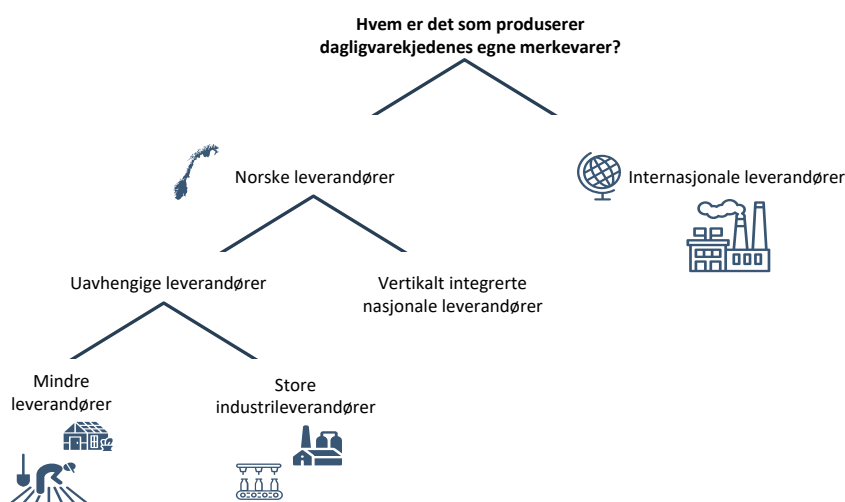 Hvem er det som produserer
dagligvarekjedenes egne merkevarer?
Norske leverandører
Internasjonale leverandører
Uavhengige leverandører
Vertikalt integrerte
nasjonale leverandører
Mindre
leverandører
Store
industrileverandører